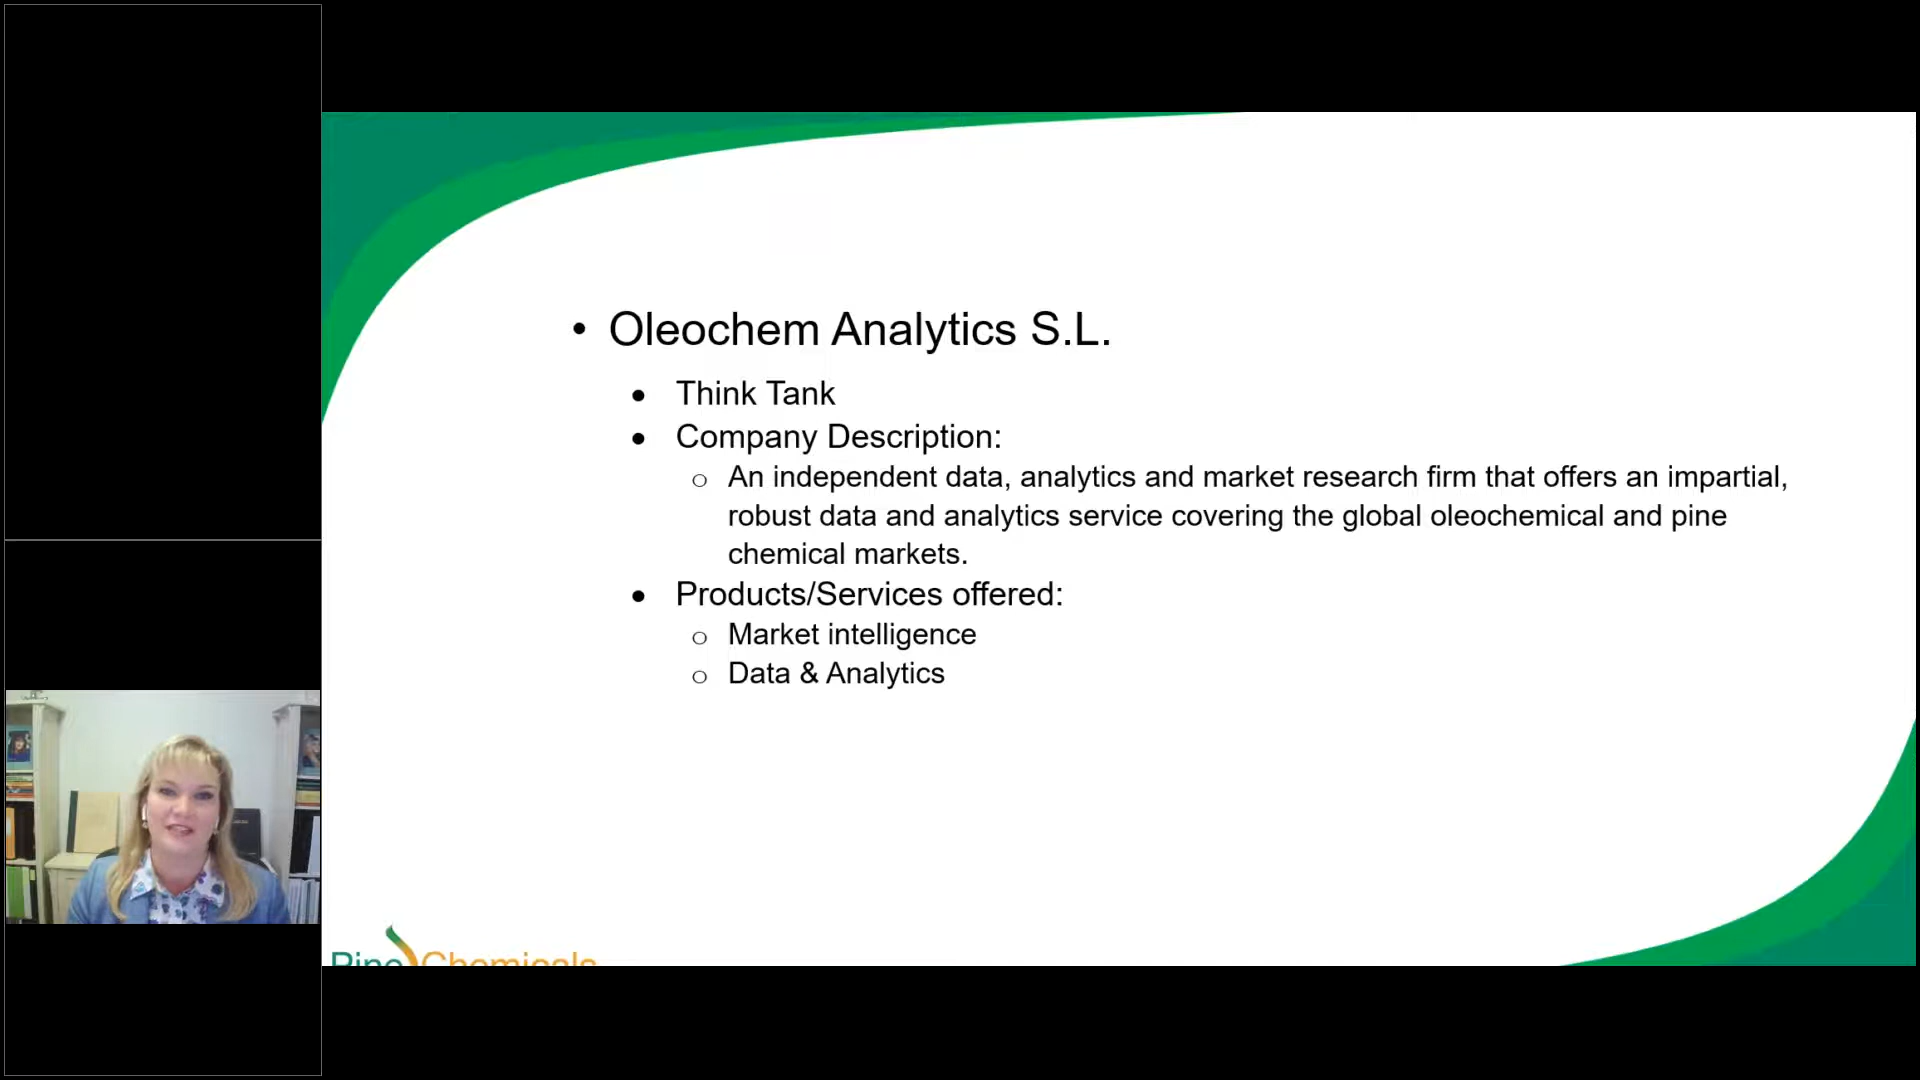 • Oleochem Analytics S.L.
• Think Tank
• Company Description:
o An independent data, analytics and market research firm that offers an impartial,
robust data and analytics service covering the global oleochemical and pine
chemical markets.
• Products/Services offered:
o Market intelligence
o Data & Analytics
Pine Chemicals